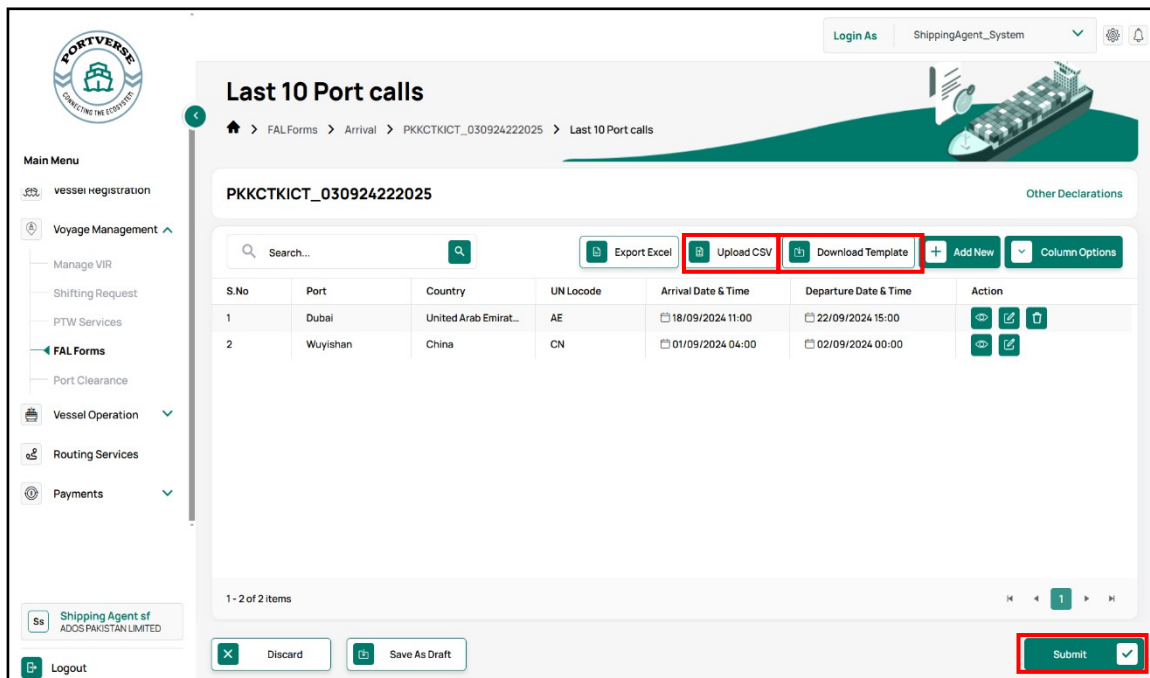 PORTVERSE
CONNECTING THE ECOSYSTEM
Login As ShippingAgent_System
Last 10 Port calls
> FAL Forms > Arrival > PKKCTKICT_030924222025 > Last 10 Port calls
Main Menu
Vessel Registration
Voyage Management
Manage VIR
Shifting Request
PTW Services
FAL Forms
Port Clearance
Vessel Operation
Routing Services
Payments
Ss Shipping Agent sf
ADOS PAKISTAN LIMITED
Logout
PKKCTKICT_030924222025 Other Declarations
Search... Export Excel Upload CSV Download Template + Add New Column Options
S.No Port Country UN Locode Arrival Date & Time Departure Date & Time Action
1 Dubai United Arab Emirat... AE 18/09/2024 11:00 22/09/2024 15:00
2 Wuyishan China CN 01/09/2024 04:00 02/09/2024 00:00
1 - 2 of 2 items 1
Discard Save As Draft Submit